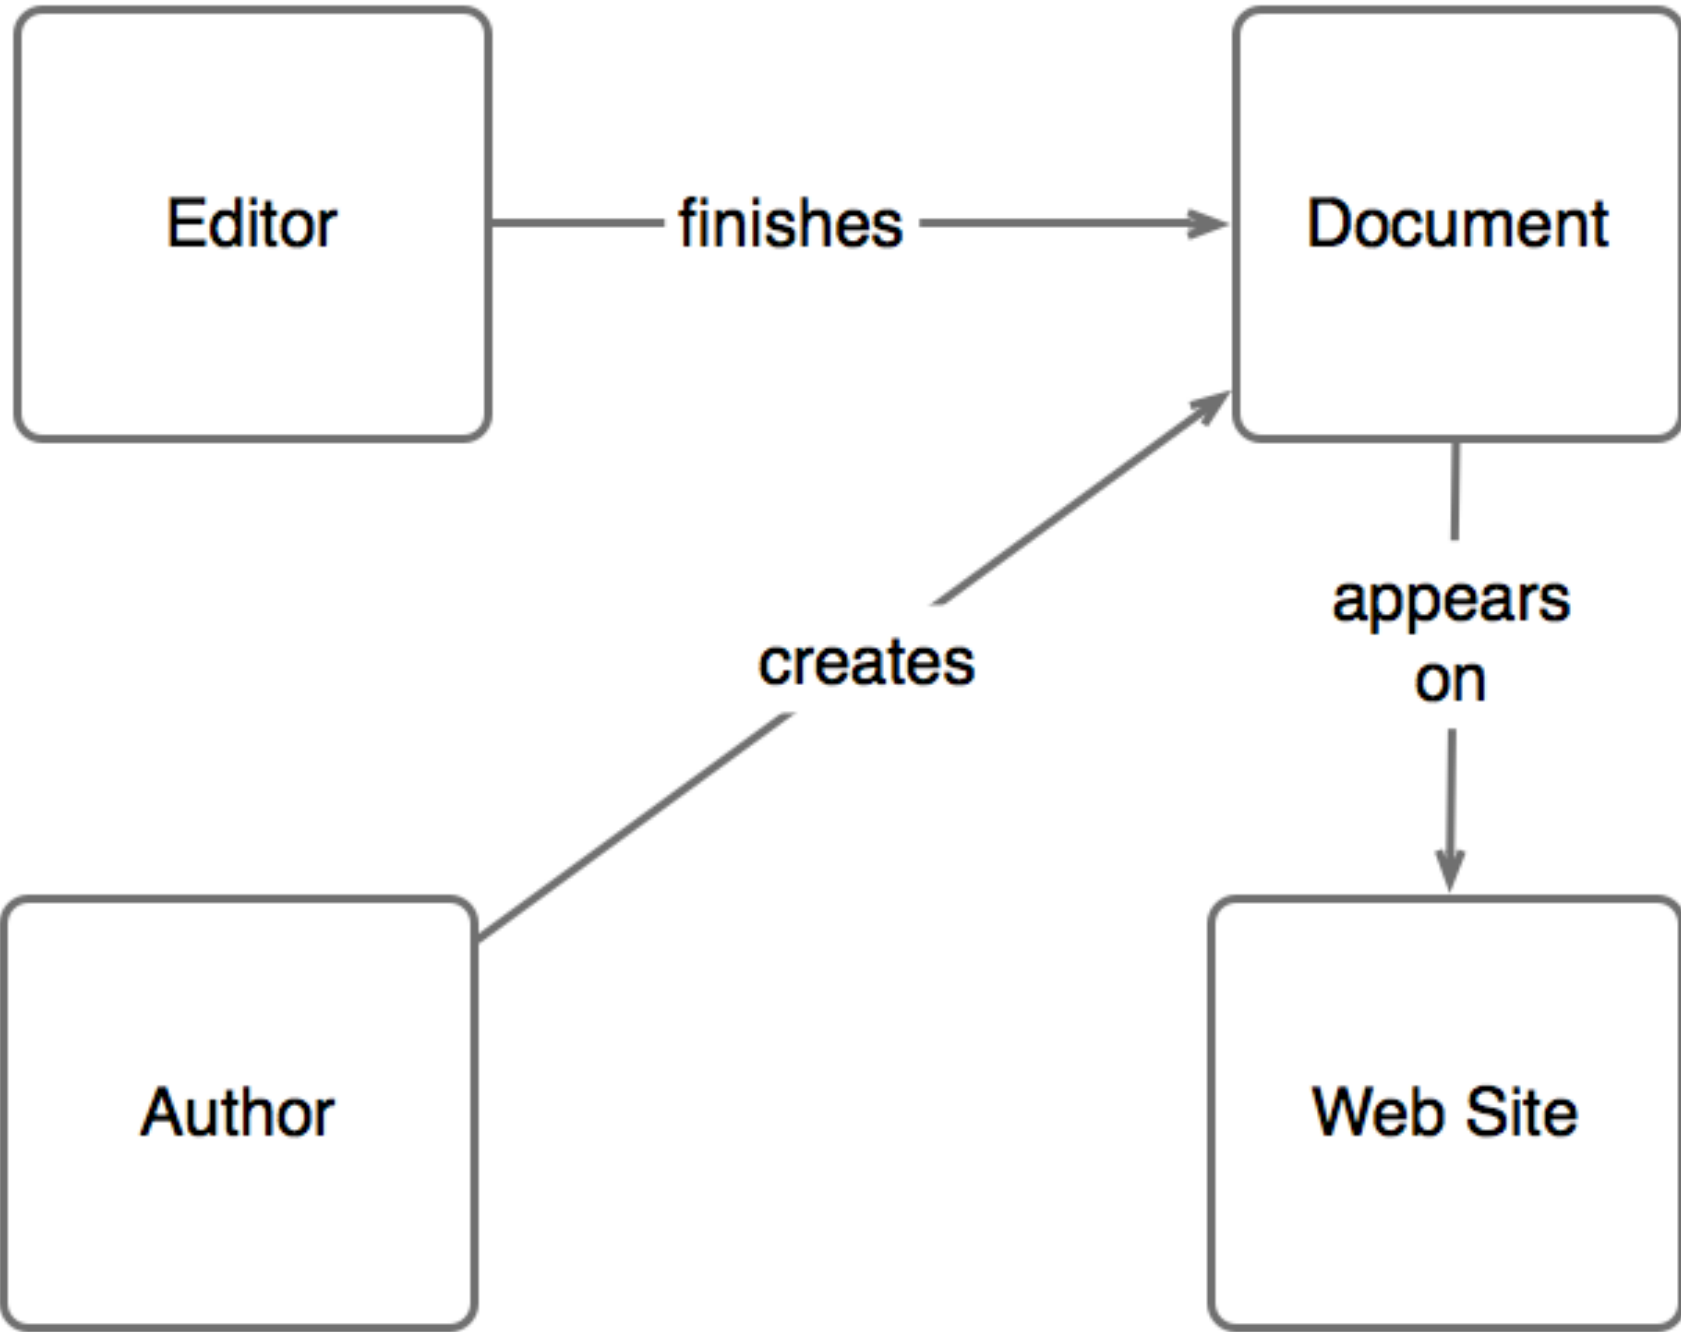 Editor
finishes
Document
creates
appears
on
Author
Web Site